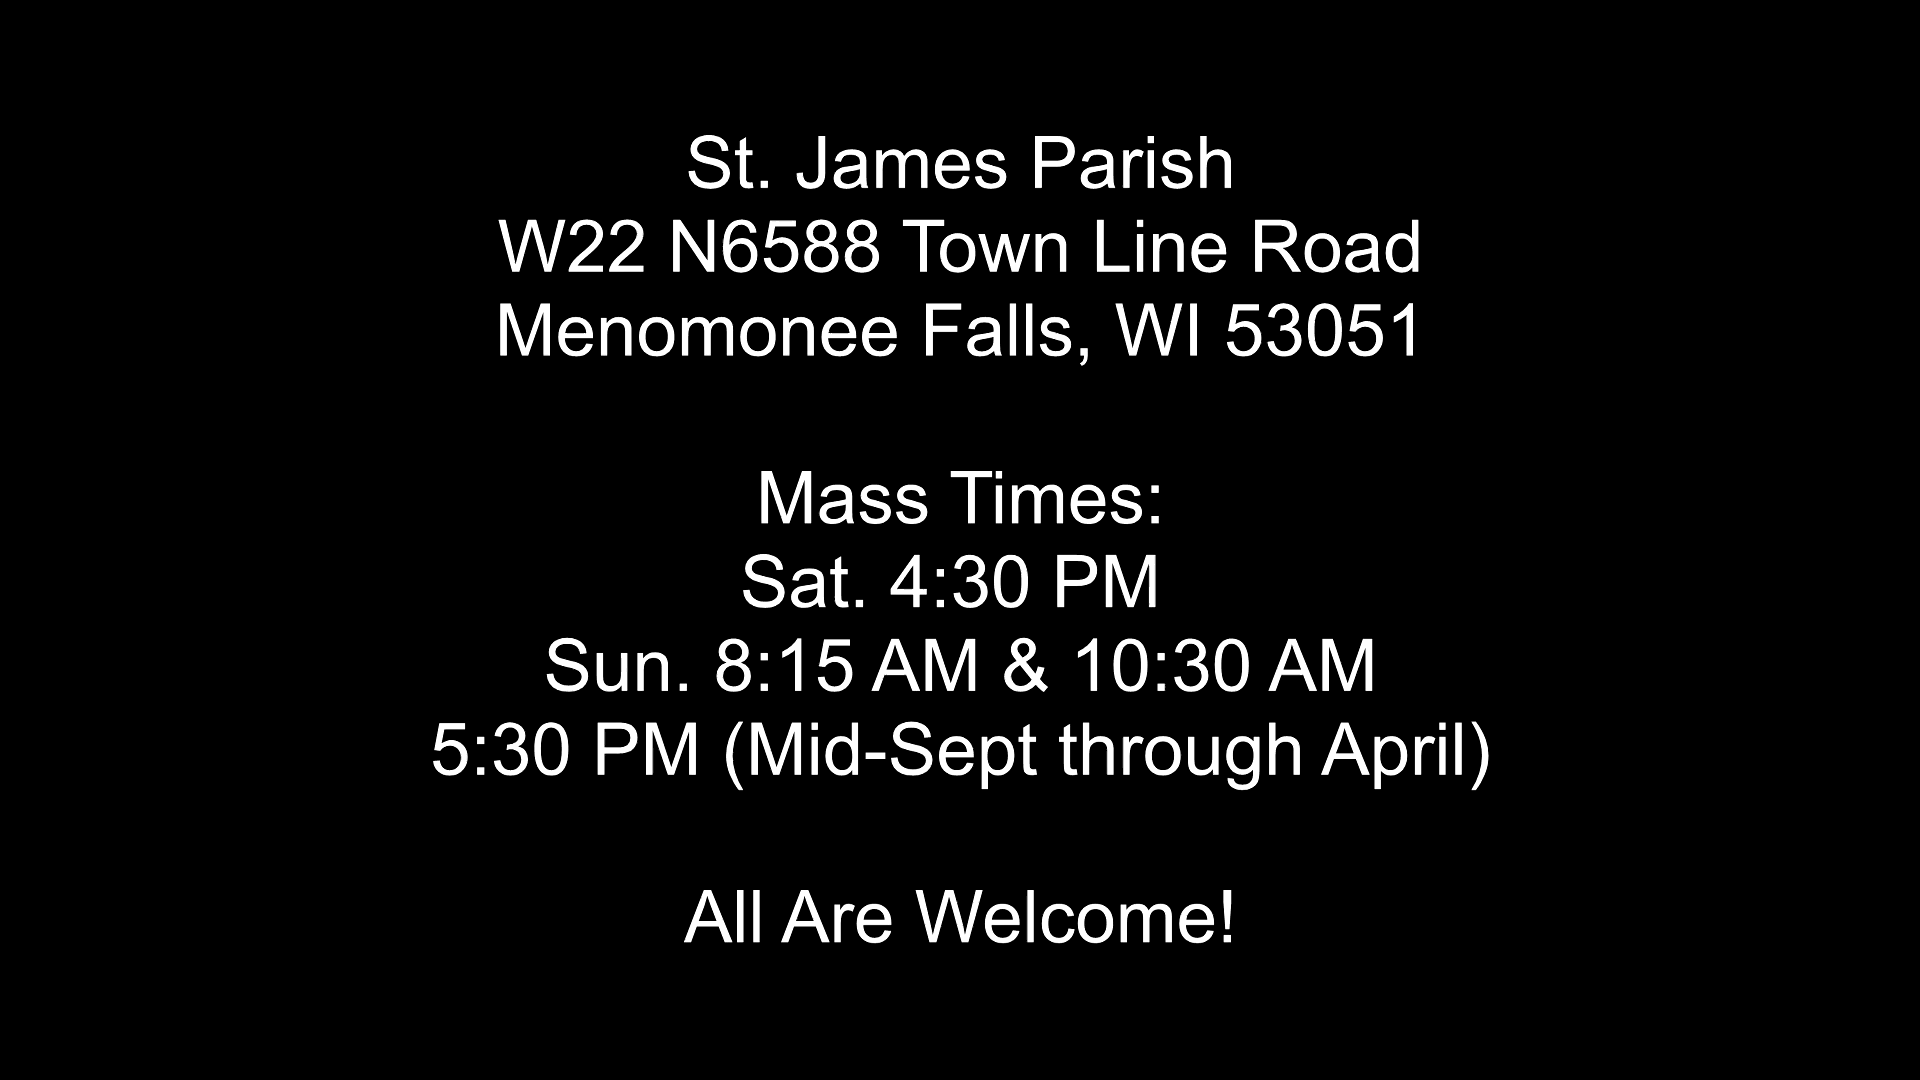 St. James Parish
W22 N6588 Town Line Road
Menomonee Falls, WI 53051
Mass Times:
Sat. 4:30 PM
Sun. 8:15 AM & 10:30 AM
5:30 PM (Mid-Sept through April)
All Are Welcome!